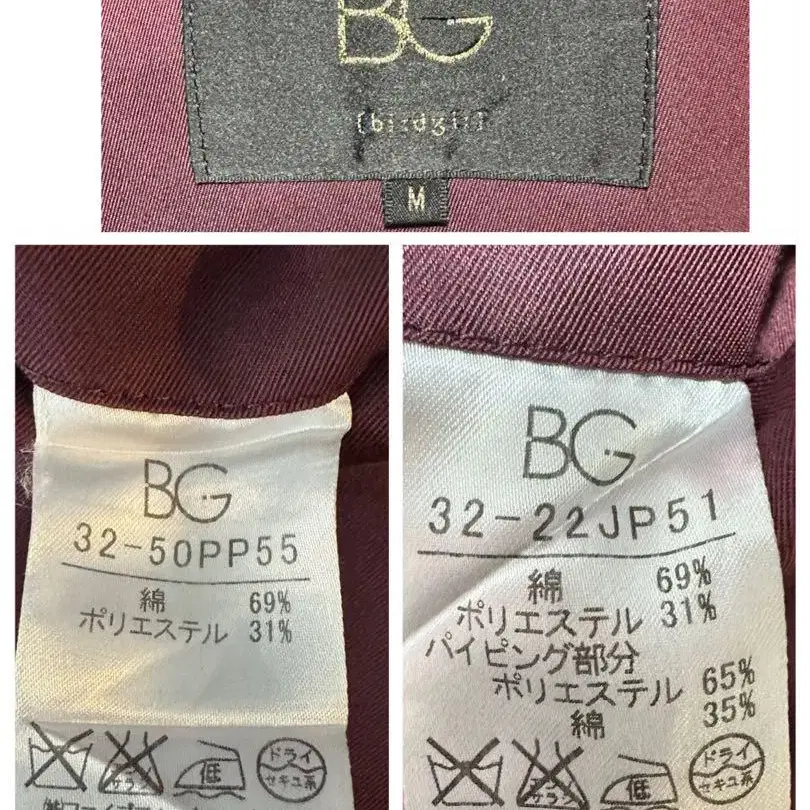 BG
[birdgirl]
M
BG
32-50PP55
綿 69%
ポリエステル 31%
低
ドライ
セキユ系
BG
32-22JP51
綿 69%
ポリエステル 31%
パイピング部分
ポリエステル 65%
綿 35%
低
ドライ
セキユ系